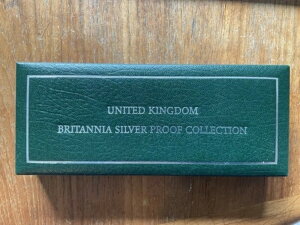 UNITED KINGDOM
BRITANNIA SILVER PROOF COLLECTION